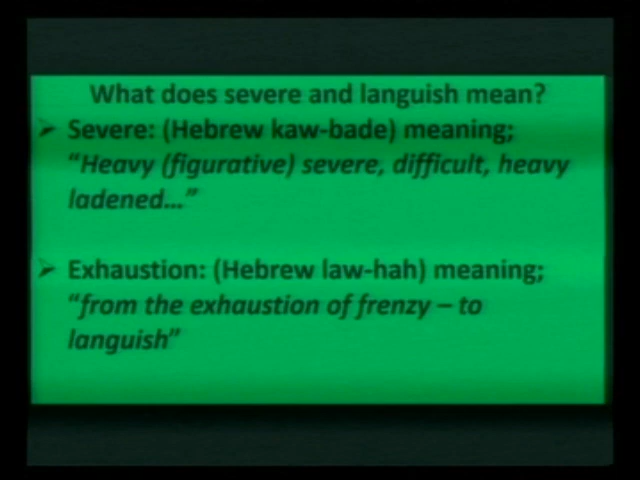 What does severe and languish mean?
➤ Severe: (Hebrew kaw-bade) meaning;
"Heavy (figurative) severe, difficult, heavy
ladened..."
➤ Exhaustion: (Hebrew law-hah) meaning;
"from the exhaustion of frenzy – to
languish"